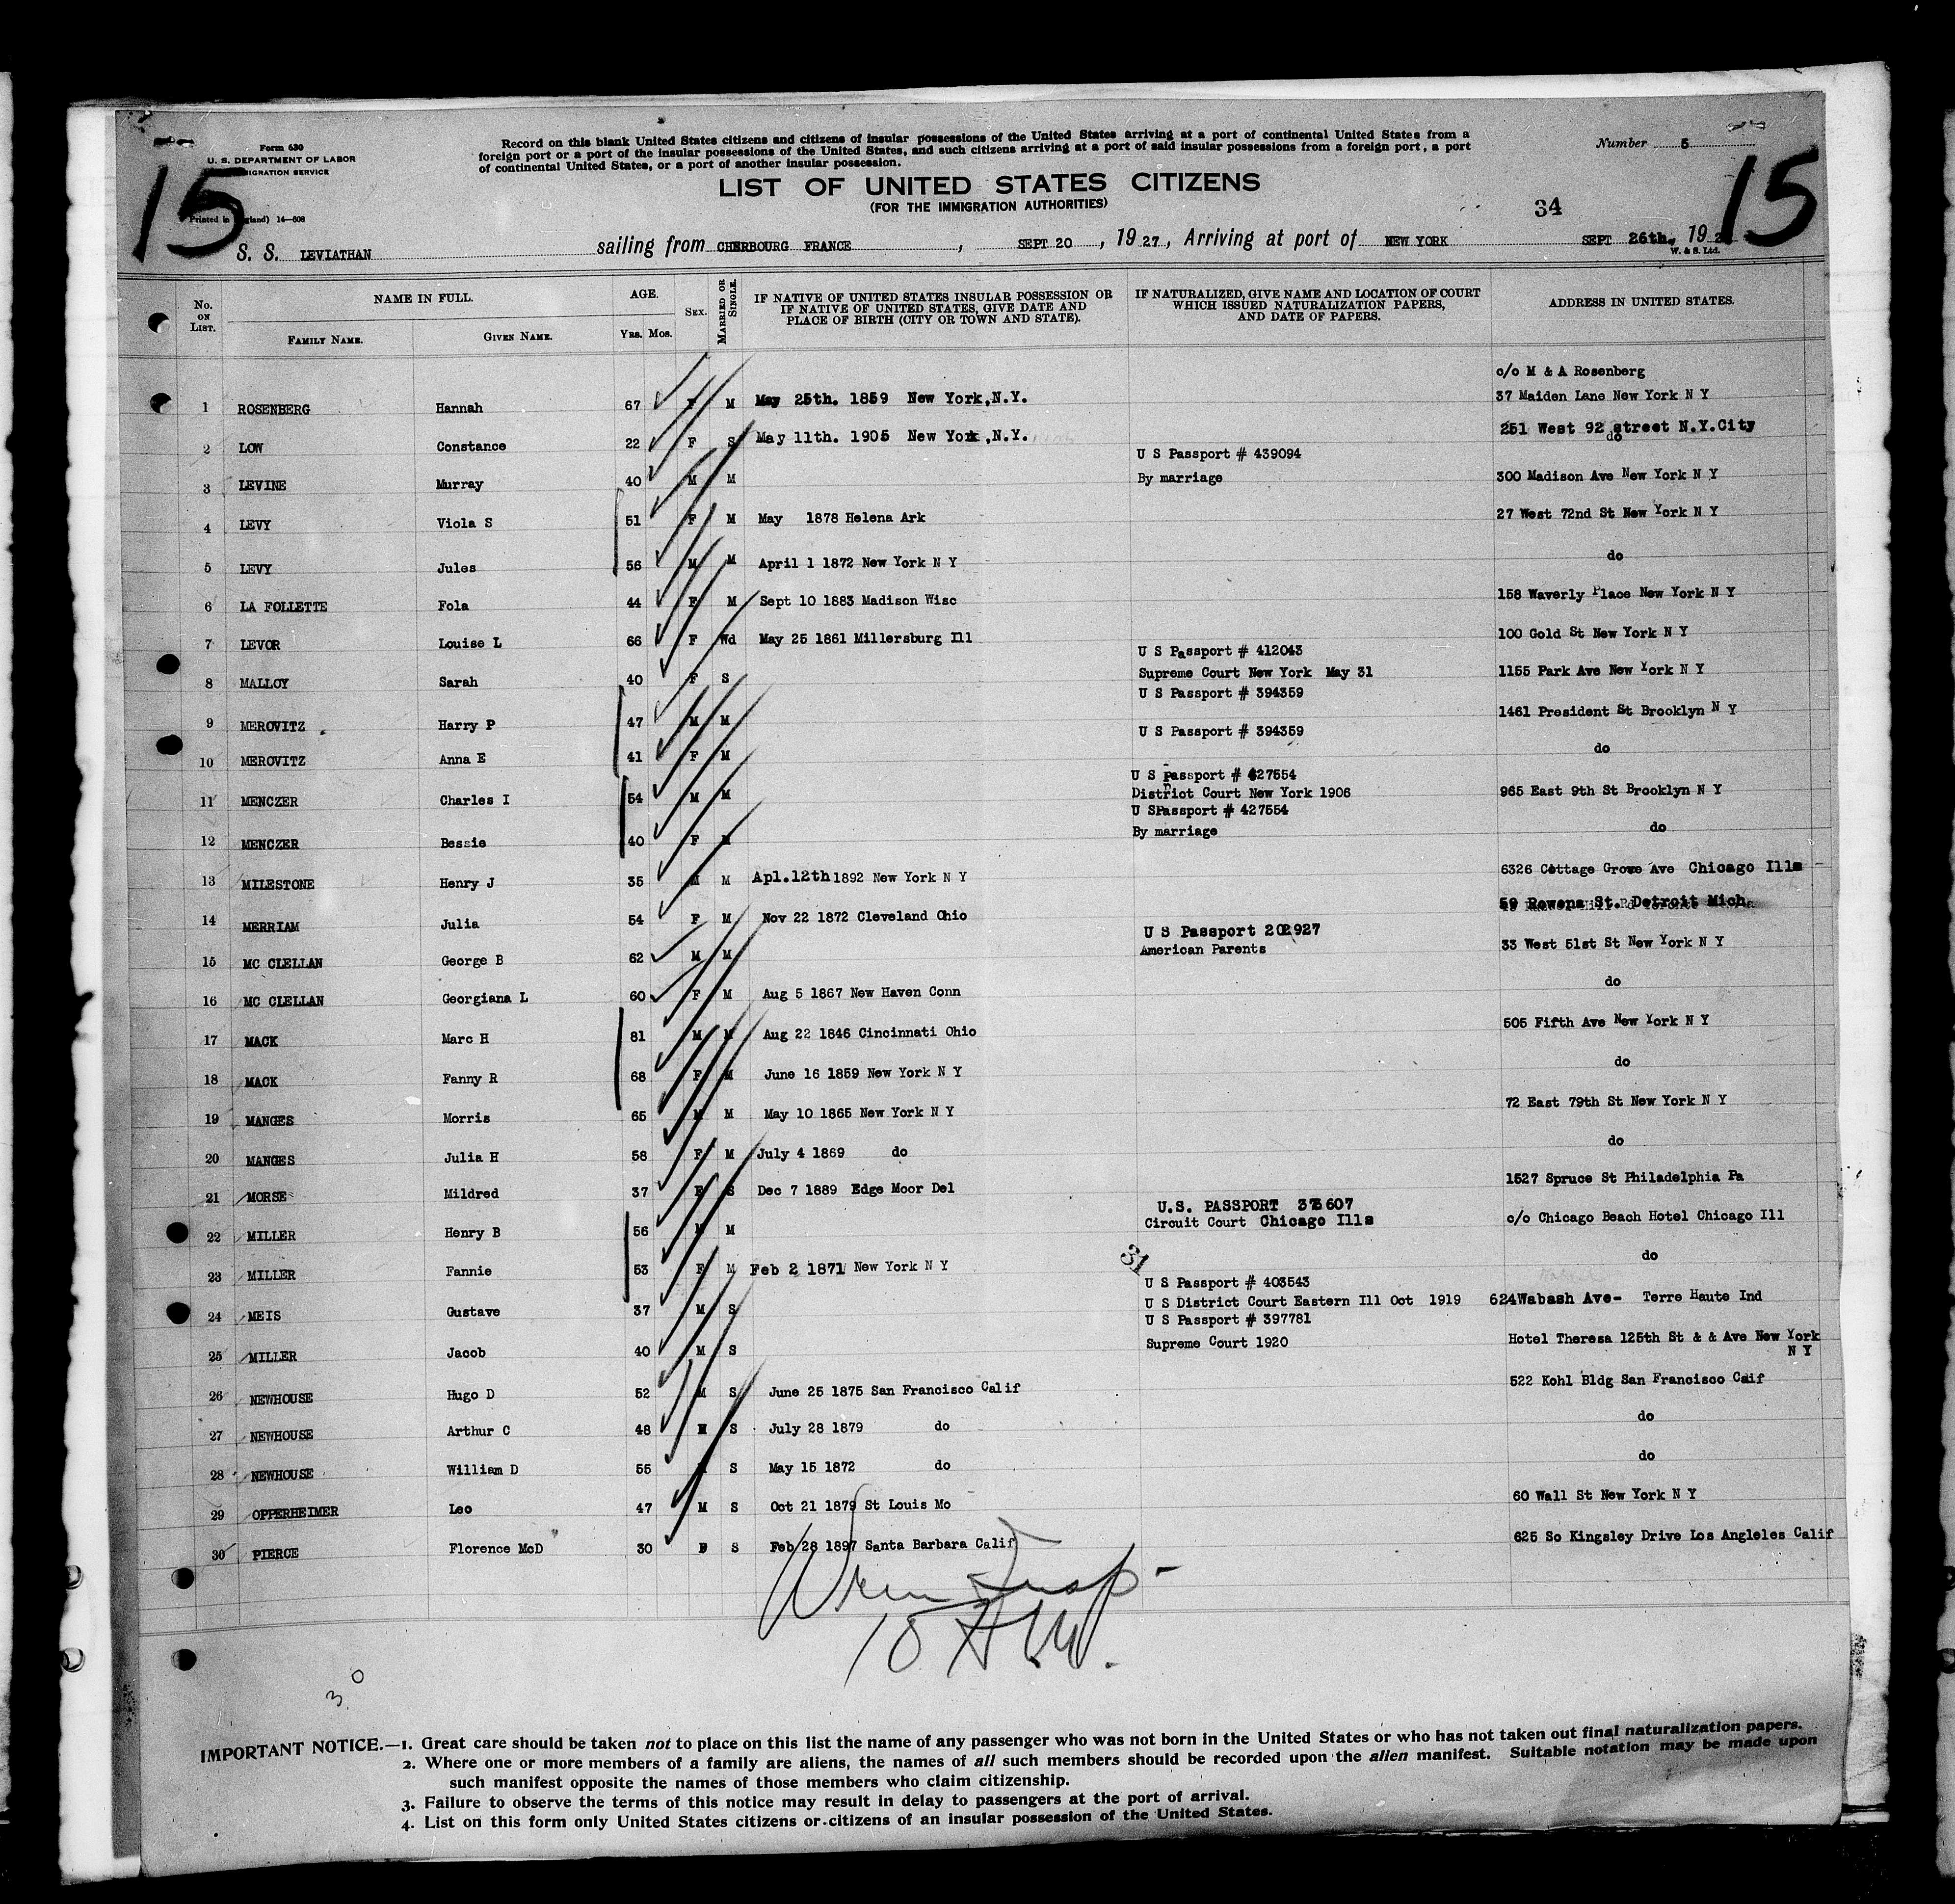 Form 630
U. S. DEPARTMENT OF LABOR
MIGRATION SERVICE
Record on this blank United States citizens and citizens of insular possessions of the United States arriving at a port of continental United States from a
foreign port or a port of the insular possessions of the United States, and such citizens arriving at a port of said insular possessions from a foreign port, a port
of continental United States, or a port of another insular possession.
Number 5
15
15
LIST OF UNITED STATES CITIZENS
(FOR THE IMMIGRATION AUTHORITIES)
34
Printed in gland) 14—808
S. S. LEVIATHAN sailing from CHERBOURG FRANCE, SEPT 20, 1927, Arriving at port of NEW YORK SEPT 26th, 192
W. & S. Ltd.
No. ON LIST. NAME IN FULL. FAMILY NAME. GIVEN NAME. AGE. YRS. MOS. SEX. MARRIED OR SINGLE. IF NATIVE OF UNITED STATES INSULAR POSSESSION OR IF NATIVE OF UNITED STATES, GIVE DATE AND PLACE OF BIRTH (CITY OR TOWN AND STATE). IF NATURALIZED, GIVE NAME AND LOCATION OF COURT WHICH ISSUED NATURALIZATION PAPERS, AND DATE OF PAPERS. ADDRESS IN UNITED STATES.
c/o M & A Rosenberg
1 ROSENBERG Hannah 67 F M May 25th. 1859 New York,N.Y. 37 Maiden Lane New York N Y
2 LOW Constance 22 F S May 11th. 1905 New York,N.Y. 251 West 92 street N.Y.City
do
U S Passport # 439094
3 LEVINE Murray 40 M M By marriage 300 Madison Ave New York N Y
4 LEVY Viola S 51 F M May 1878 Helena Ark 27 West 72nd St New York N Y
5 LEVY Jules 56 M M April 1 1872 New York N Y do
6 LA FOLLETTE Fola 44 F M Sept 10 1883 Madison Wisc 158 Waverly Place New York N Y
7 LEVOR Louise L 66 F Wd May 25 1861 Millersburg Ill 100 Gold St New York N Y
U S Passport # 412043
8 MALLOY Sarah 40 F S Supreme Court New York May 31 1155 Park Ave New York N Y
U S Passport # 394359
9 MEROVITZ Harry P 47 M M 1461 President St Brooklyn N Y
U S Passport # 394359
10 MEROVITZ Anna E 41 F M do
U S Passport # 427554
11 MENCZER Charles I 54 M M District Court New York 1906 965 East 9th St Brooklyn N Y
U SPassport # 427554
12 MENCZER Bessie 40 F M By marriage do
13 MILESTONE Henry J 35 M M Apl.12th 1892 New York N Y 6326 Cottage Grove Ave Chicago Ills
14 MERRIAM Julia 54 F M Nov 22 1872 Cleveland Ohio 59 Rowena St. Detroit Mich.
U S Passport 202927
15 MC CLELLAN George B 62 M M American Parents 33 West 51st St New York N Y
16 MC CLELLAN Georgiana L 60 F M Aug 5 1867 New Haven Conn do
17 MACK Marc H 81 M M Aug 22 1846 Cincinnati Ohio 505 Fifth Ave New York N Y
18 MACK Fanny R 68 F M June 16 1859 New York N Y do
19 MANGES Morris 65 M M May 10 1865 New York N Y 72 East 79th St New York N Y
20 MANGES Julia H 58 F M July 4 1869 do do
21 MORSE Mildred 37 F S Dec 7 1889 Edge Moor Del 1527 Spruce St Philadelphia Pa
U.S. PASSPORT 373607
22 MILLER Henry B 56 M M Circuit Court Chicago Ills c/o Chicago Beach Hotel Chicago Ill
31
23 MILLER Fannie 53 F M Feb 2 1871 New York N Y do
U S Passport # 403543
24 MEIS Gustave 37 M S U S District Court Eastern Ill Oct 1919 624Wabash Ave- Terre Haute Ind
U S Passport # 397781
25 MILLER Jacob 40 M S Supreme Court 1920 Hotel Theresa 125th St & & Ave New York
N Y
26 NEWHOUSE Hugo D 52 M S June 25 1875 San Francisco Calif 522 Kohl Bldg San Francisco Caif
27 NEWHOUSE Arthur C 48 M S July 28 1879 do do
28 NEWHOUSE William D 55 S May 15 1872 do do
29 OPPERHEIMER Leo 47 M S Oct 21 1879 St Louis Mo 60 Wall St New York N Y
30 PIERCE Florence McD 30 F S Feb 28 1897 Santa Barbara Calif 625 So Kingsley Drive Los Angleles Calif
Insp-
30
IMPORTANT NOTICE.—1. Great care should be taken not to place on this list the name of any passenger who was not born in the United States or who has not taken out final naturalization papers.
2. Where one or more members of a family are aliens, the names of all such members should be recorded upon the alien manifest. Suitable notation may be made upon
such manifest opposite the names of those members who claim citizenship.
3. Failure to observe the terms of this notice may result in delay to passengers at the port of arrival.
4. List on this form only United States citizens or citizens of an insular possession of the United States.